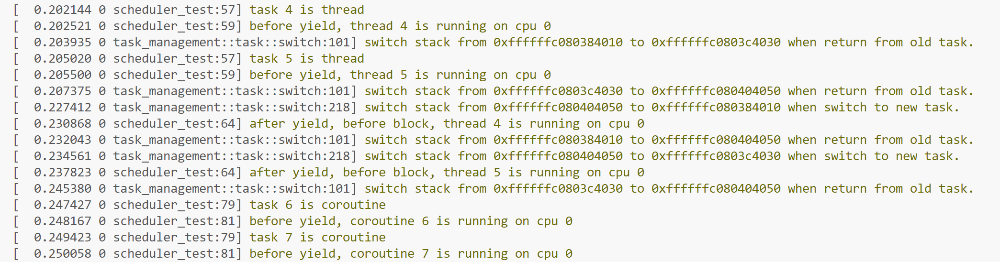 [  0.202144 0 scheduler_test:57] task 4 is thread
[  0.202521 0 scheduler_test:59] before yield, thread 4 is running on cpu 0
[  0.203935 0 task_management::task::switch:101] switch stack from 0xffffffc080384010 to 0xffffffc0803c4030 when return from old task.
[  0.205020 0 scheduler_test:57] task 5 is thread
[  0.205500 0 scheduler_test:59] before yield, thread 5 is running on cpu 0
[  0.207375 0 task_management::task::switch:101] switch stack from 0xffffffc0803c4030 to 0xffffffc080404050 when return from old task.
[  0.227412 0 task_management::task::switch:218] switch stack from 0xffffffc080404050 to 0xffffffc080384010 when switch to new task.
[  0.230868 0 scheduler_test:64] after yield, before block, thread 4 is running on cpu 0
[  0.232043 0 task_management::task::switch:101] switch stack from 0xffffffc080384010 to 0xffffffc080404050 when return from old task.
[  0.234561 0 task_management::task::switch:218] switch stack from 0xffffffc080404050 to 0xffffffc0803c4030 when switch to new task.
[  0.237823 0 scheduler_test:64] after yield, before block, thread 5 is running on cpu 0
[  0.245380 0 task_management::task::switch:101] switch stack from 0xffffffc0803c4030 to 0xffffffc080404050 when return from old task.
[  0.247427 0 scheduler_test:79] task 6 is coroutine
[  0.248167 0 scheduler_test:81] before yield, coroutine 6 is running on cpu 0
[  0.249423 0 scheduler_test:79] task 7 is coroutine
[  0.250058 0 scheduler_test:81] before yield, coroutine 7 is running on cpu 0